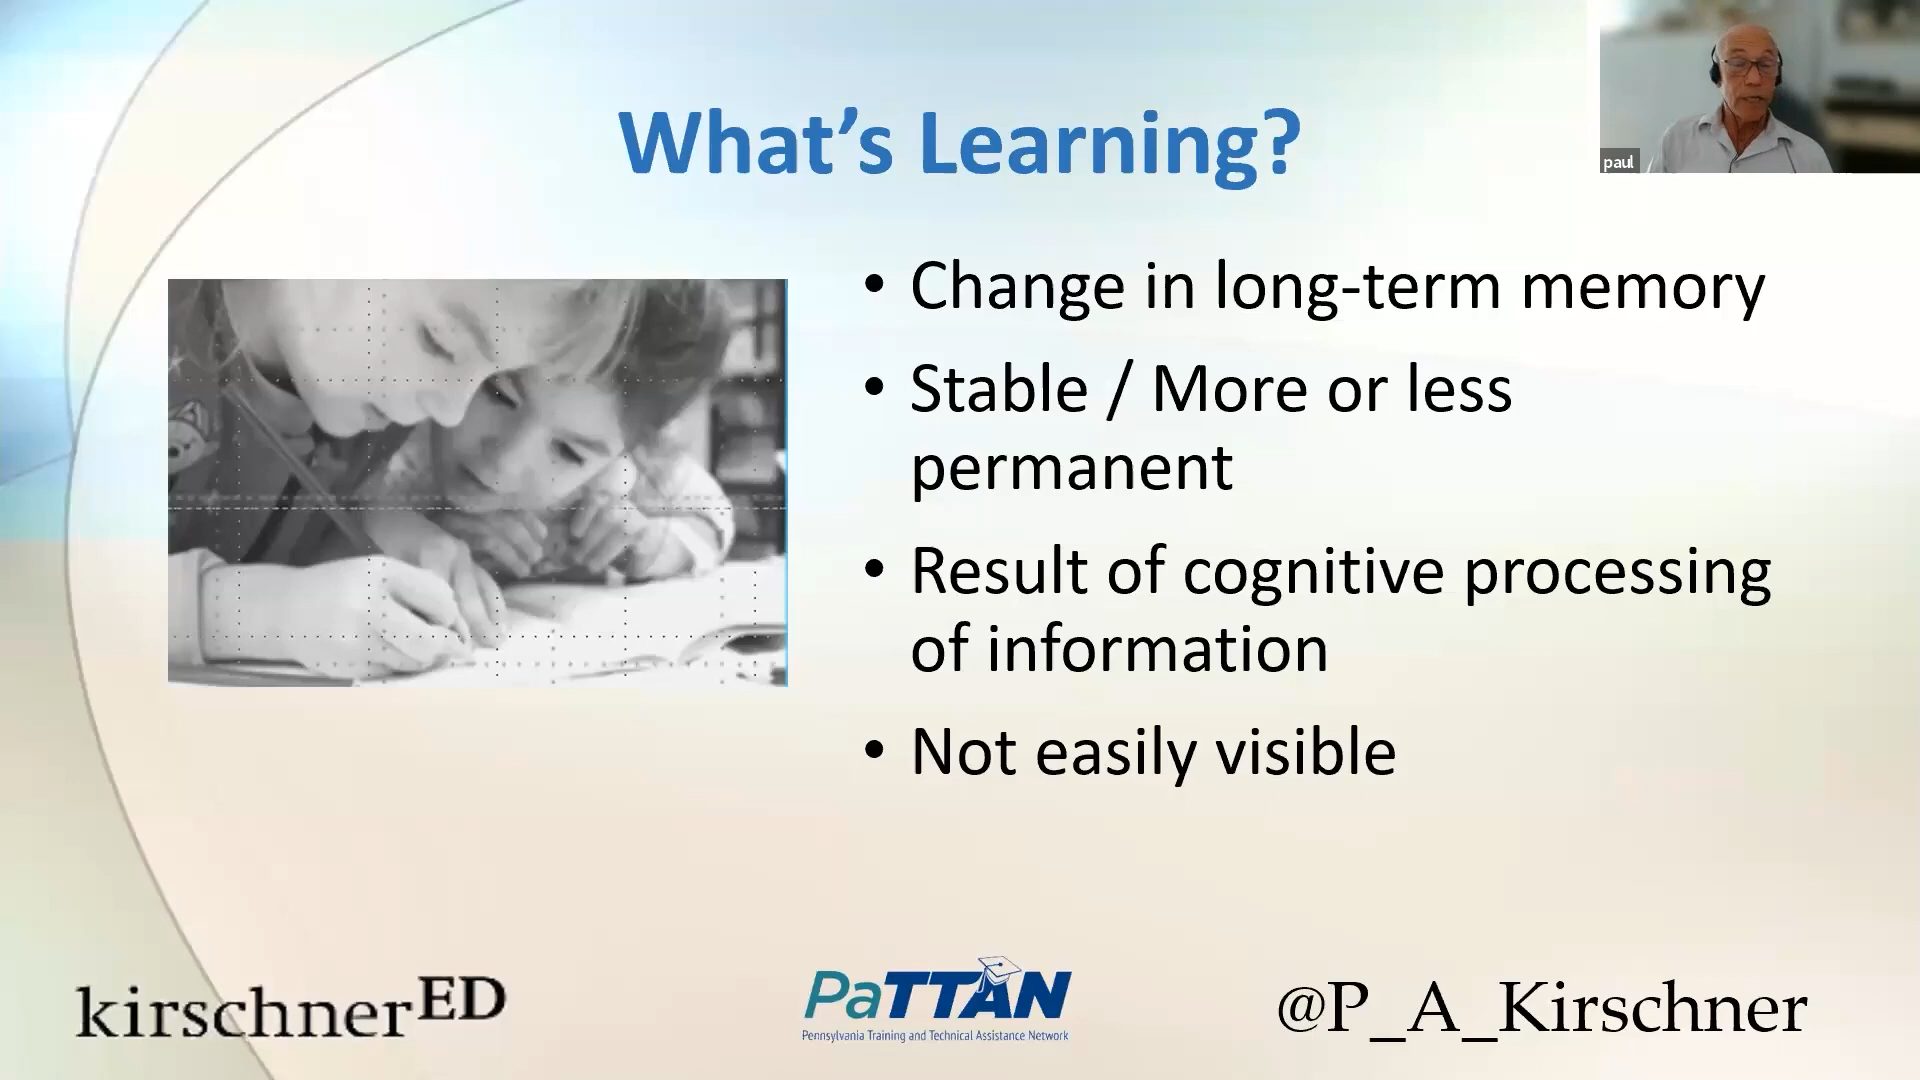 What's Learning?
paul
• Change in long-term memory
• Stable / More or less
permanent
• Result of cognitive processing
of information
• Not easily visible
kirschnerED
PaTTAN
Pennsylvania Training and Technical Assistance Network
@P_A_Kirschner